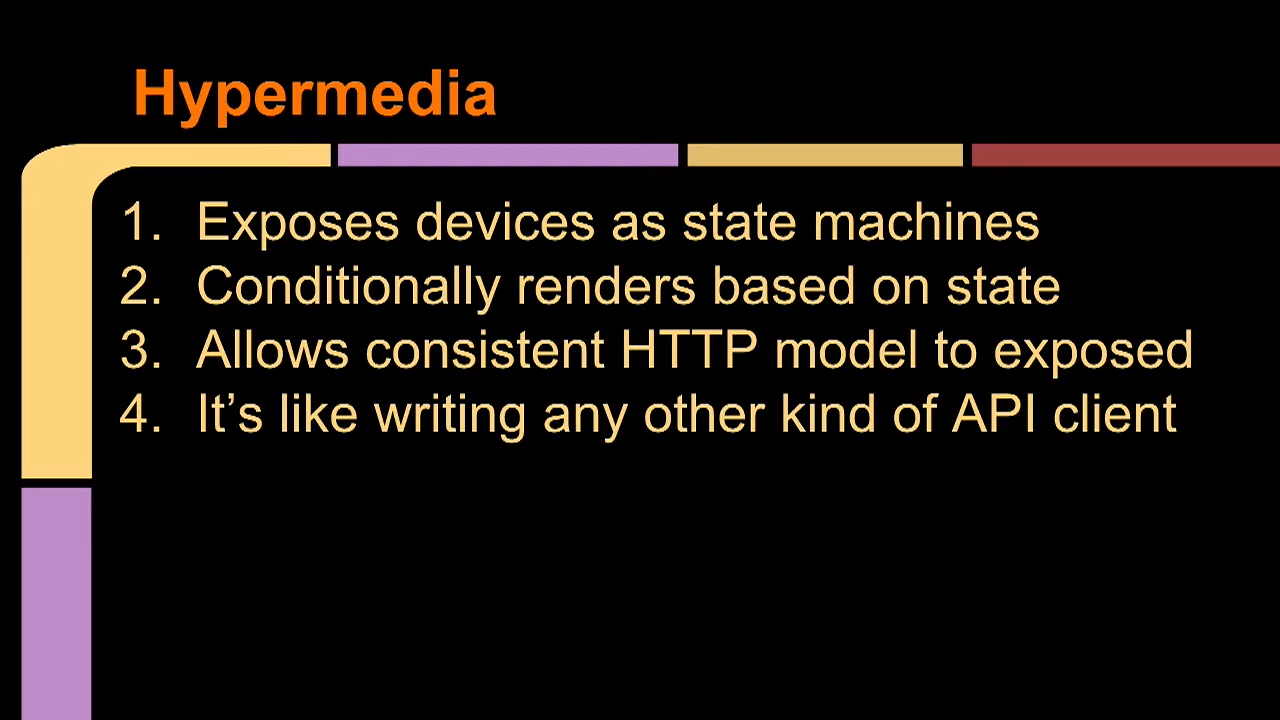 Hypermedia
1. Exposes devices as state machines
2. Conditionally renders based on state
3. Allows consistent HTTP model to exposed
4. It’s like writing any other kind of API client